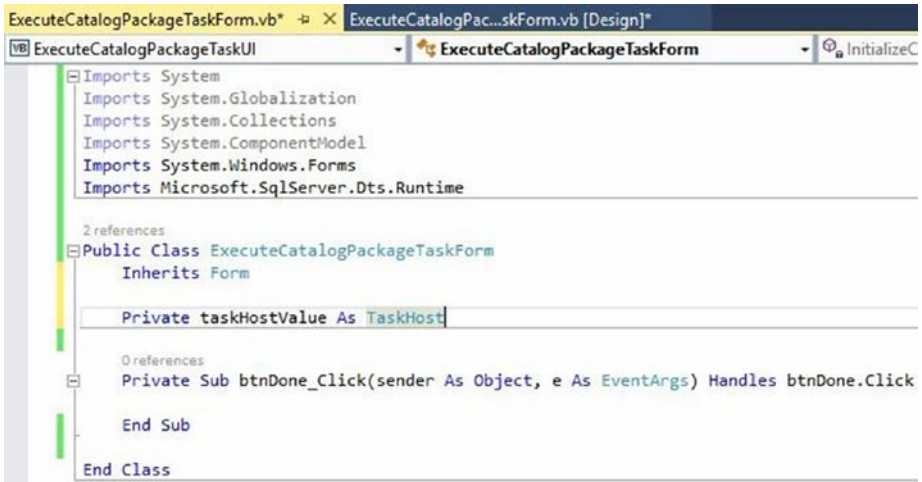 ExecuteCatalogPackageTaskForm.vb* ExecuteCatalogPac...skForm.vb [Design]*
VB ExecuteCatalogPackageTaskUI ExecuteCatalogPackageTaskForm InitializeC
Imports System
Imports System.Globalization
Imports System.Collections
Imports System.ComponentModel
Imports System.Windows.Forms
Imports Microsoft.SqlServer.Dts.Runtime
2 references
Public Class ExecuteCatalogPackageTaskForm
Inherits Form
Private taskHostValue As TaskHost
0 references
Private Sub btnDone_Click(sender As Object, e As EventArgs) Handles btnDone.Click
End Sub
End Class